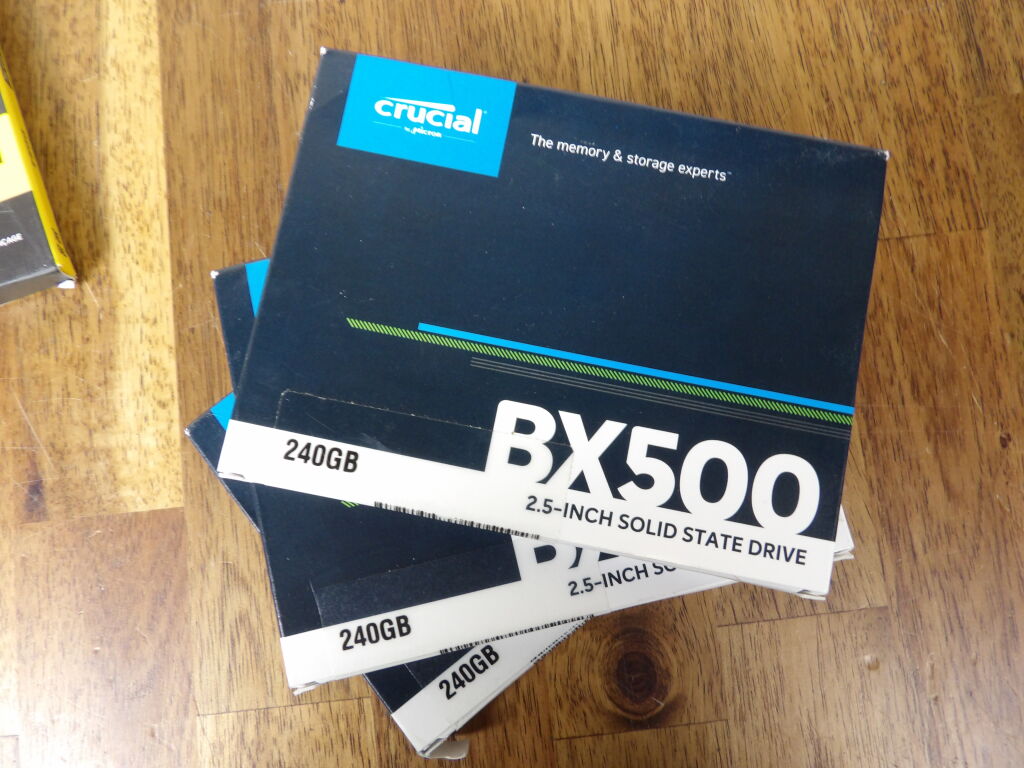 crucial
by Micron
The memory & storage experts™
240GB
BX500
2.5-INCH SOLID STATE DRIVE
240GB
2.5-INCH
240GB